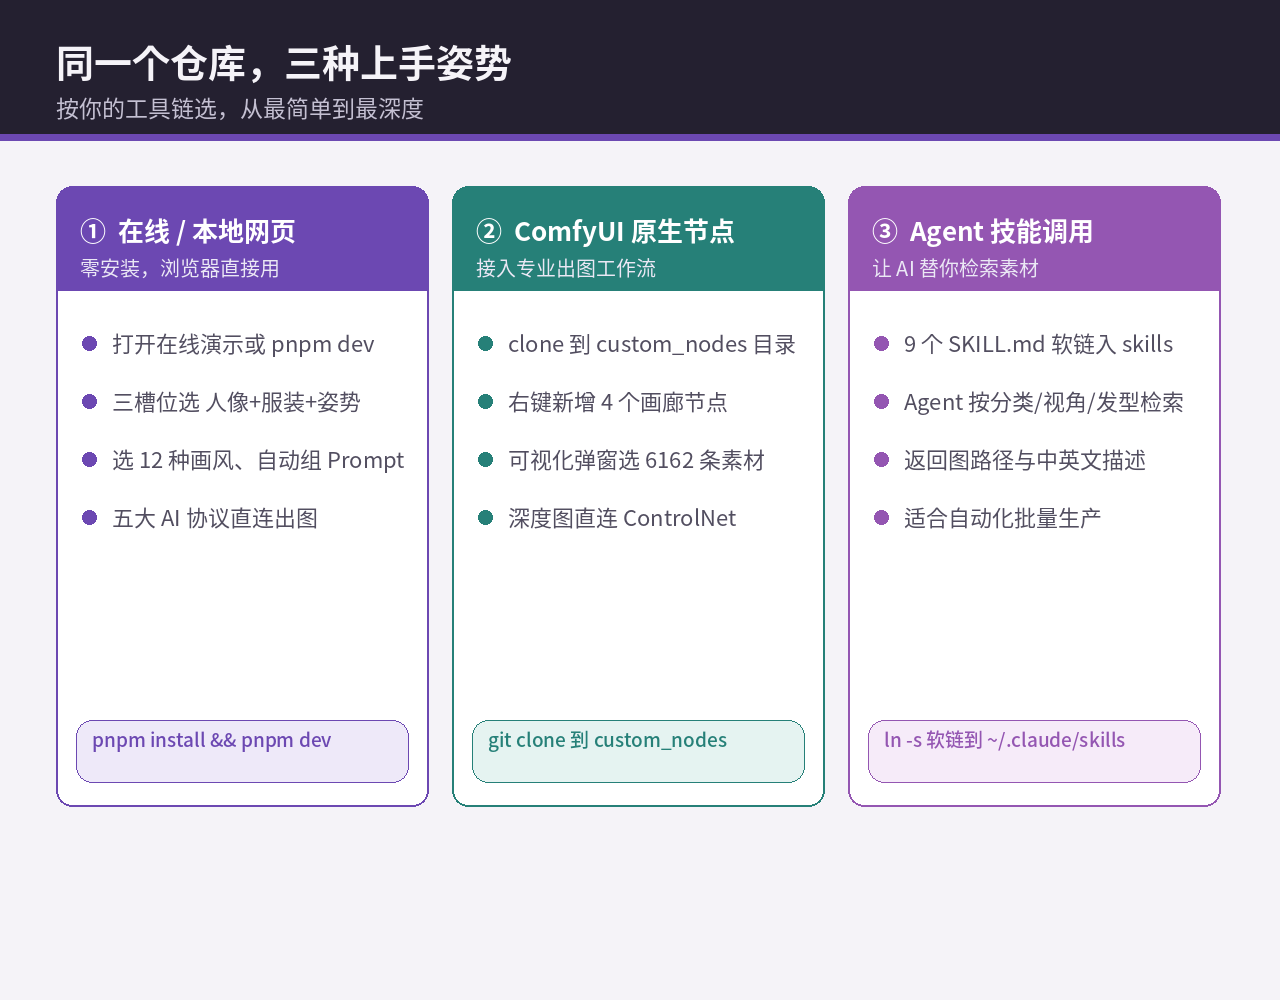 同一个仓库，三种上手姿势
按你的工具链选，从最简单到最深度
① 在线 / 本地网页
零安装，浏览器直接用
打开在线演示或 pnpm dev
三槽位选 人像+服装+姿势
选 12 种画风、自动组 Prompt
五大 AI 协议直连出图
pnpm install && pnpm dev
② ComfyUI 原生节点
接入专业出图工作流
clone 到 custom_nodes 目录
右键新增 4 个画廊节点
可视化弹窗选 6162 条素材
深度图直连 ControlNet
git clone 到 custom_nodes
③ Agent 技能调用
让 AI 替你检索素材
9 个 SKILL.md 软链入 skills
Agent 按分类/视角/发型检索
返回图路径与中英文描述
适合自动化批量生产
ln -s 软链到 ~/.claude/skills